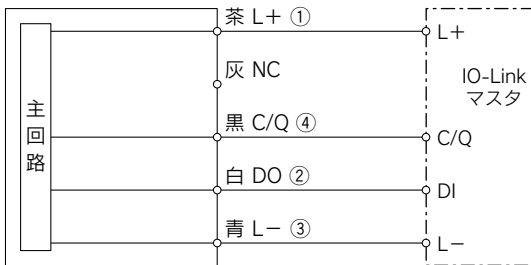 茶 L+ ①
L+
灰 NC
IO-Link
マスタ
主回路
黒 C/Q ④
C/Q
白 DO ②
DI
青 L− ③
L−